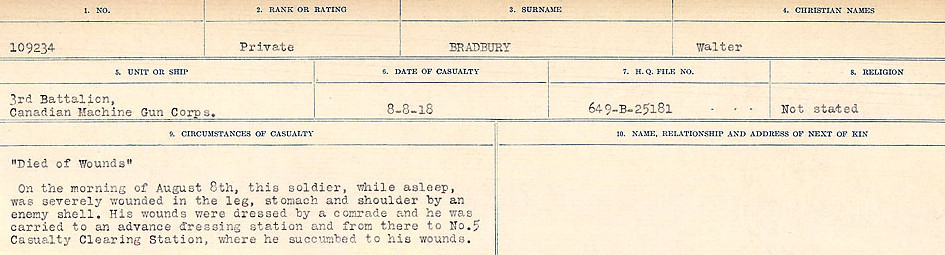 1. NO. 2. RANK OR RATING 3. SURNAME 4. CHRISTIAN NAMES
109234 Private BRADBURY Walter
5. UNIT OR SHIP 6. DATE OF CASUALTY 7. H. Q. FILE NO. 8. RELIGION
3rd Battalion,
Canadian Machine Gun Corps. 8-8-18 649-B-25181 Not stated
9. CIRCUMSTANCES OF CASUALTY 10. NAME, RELATIONSHIP AND ADDRESS OF NEXT OF KIN
"Died of Wounds"
On the morning of August 8th, this soldier, while asleep,
was severely wounded in the leg, stomach and shoulder by an
enemy shell. His wounds were dressed by a comrade and he was
carried to an advance dressing station and from there to No.5
Casualty Clearing Station, where he succumbed to his wounds.